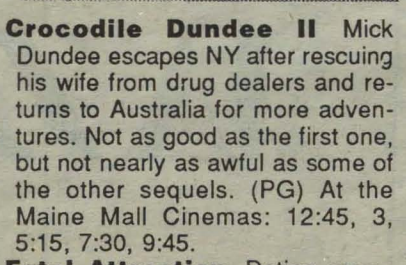 Crocodile Dundee II Mick
Dundee escapes NY after rescuing
his wife from drug dealers and re-
turns to Australia for more adven-
tures. Not as good as the first one,
but not nearly as awful as some of
the other sequels. (PG) At the
Maine Mall Cinemas: 12:45, 3,
5:15, 7:30, 9:45.